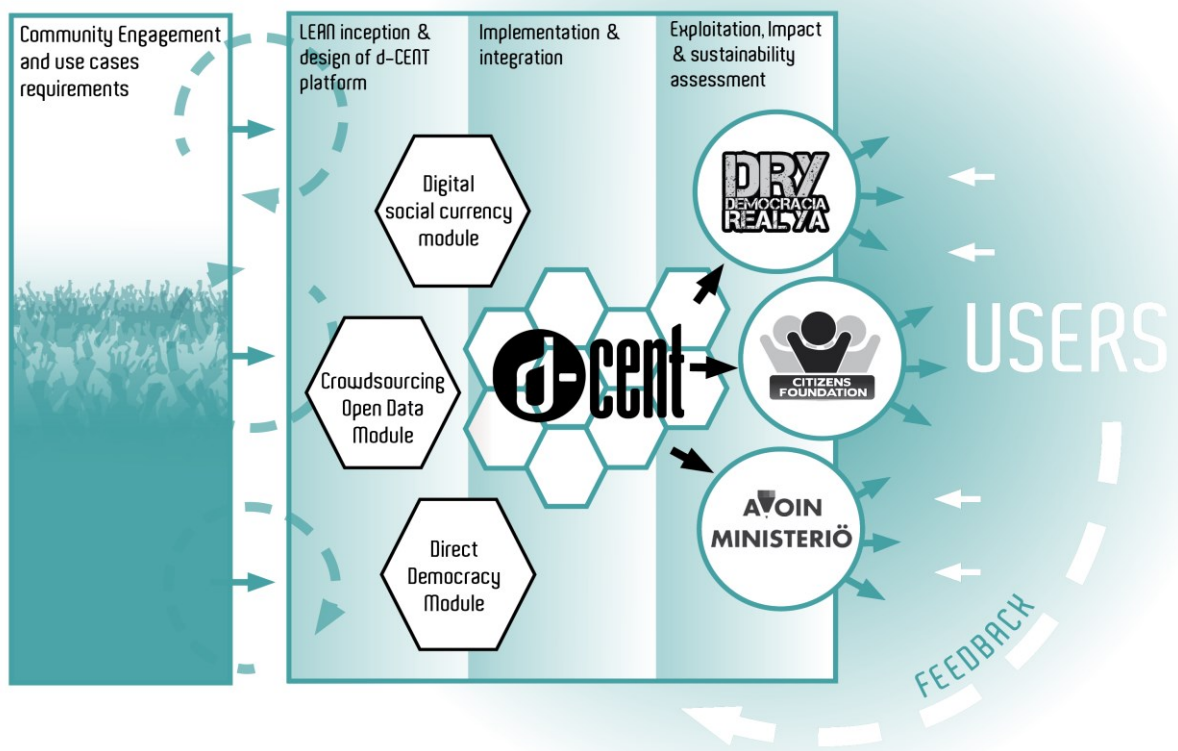 Community Engagement
and use cases
requirements
LEAN inception &
design of d-CENT
platform
Implementation &
integration
Exploitation, Impact
& sustainability
assessment
Digital
social currency
module
Crowdsourcing
Open Data
Module
Direct
Democracy
Module
d-cent
DRY
DEMOCRACIA
REAL YA
CITIZENS
FOUNDATION
AVOIN
MINISTERIÖ
USERS
FEEDBACK